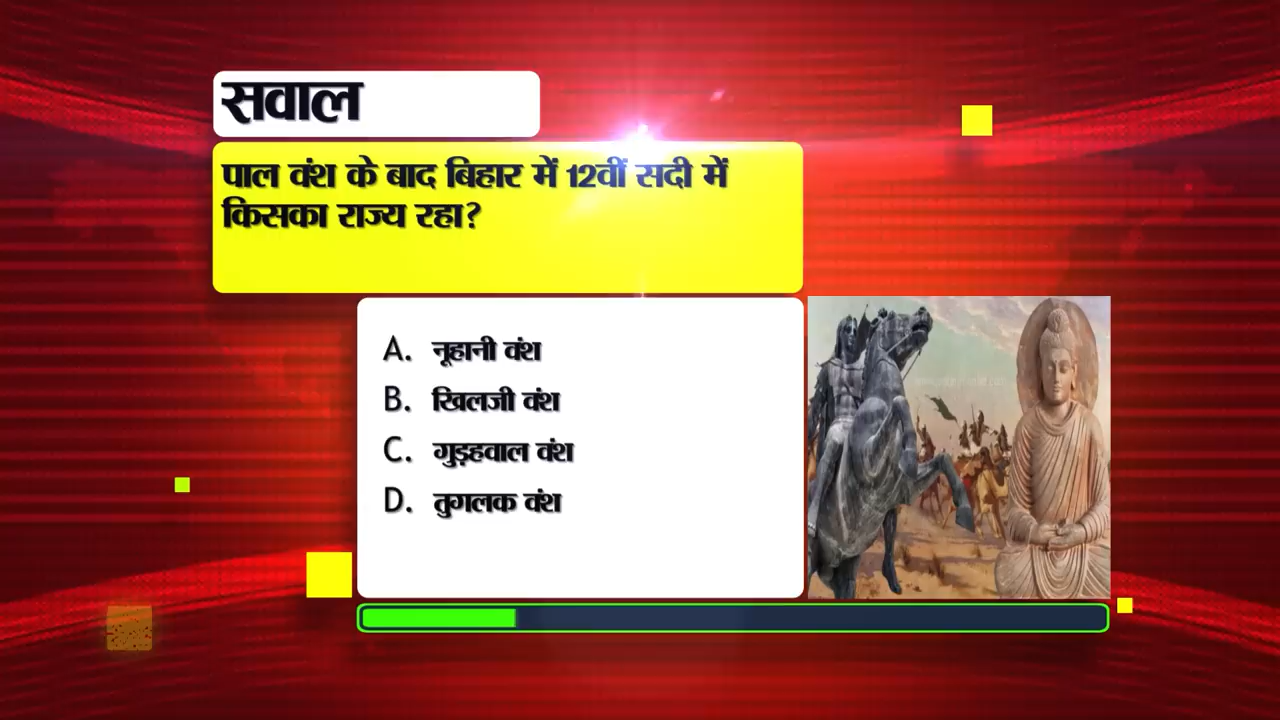 सवाल
पाल वंश के बाद बिहार में 12वीं सदी में
किसका राज्य रहा?
A. नूहानी वंश
B. खिलजी वंश
C. गुड़हवाल वंश
D. तुगलक वंश